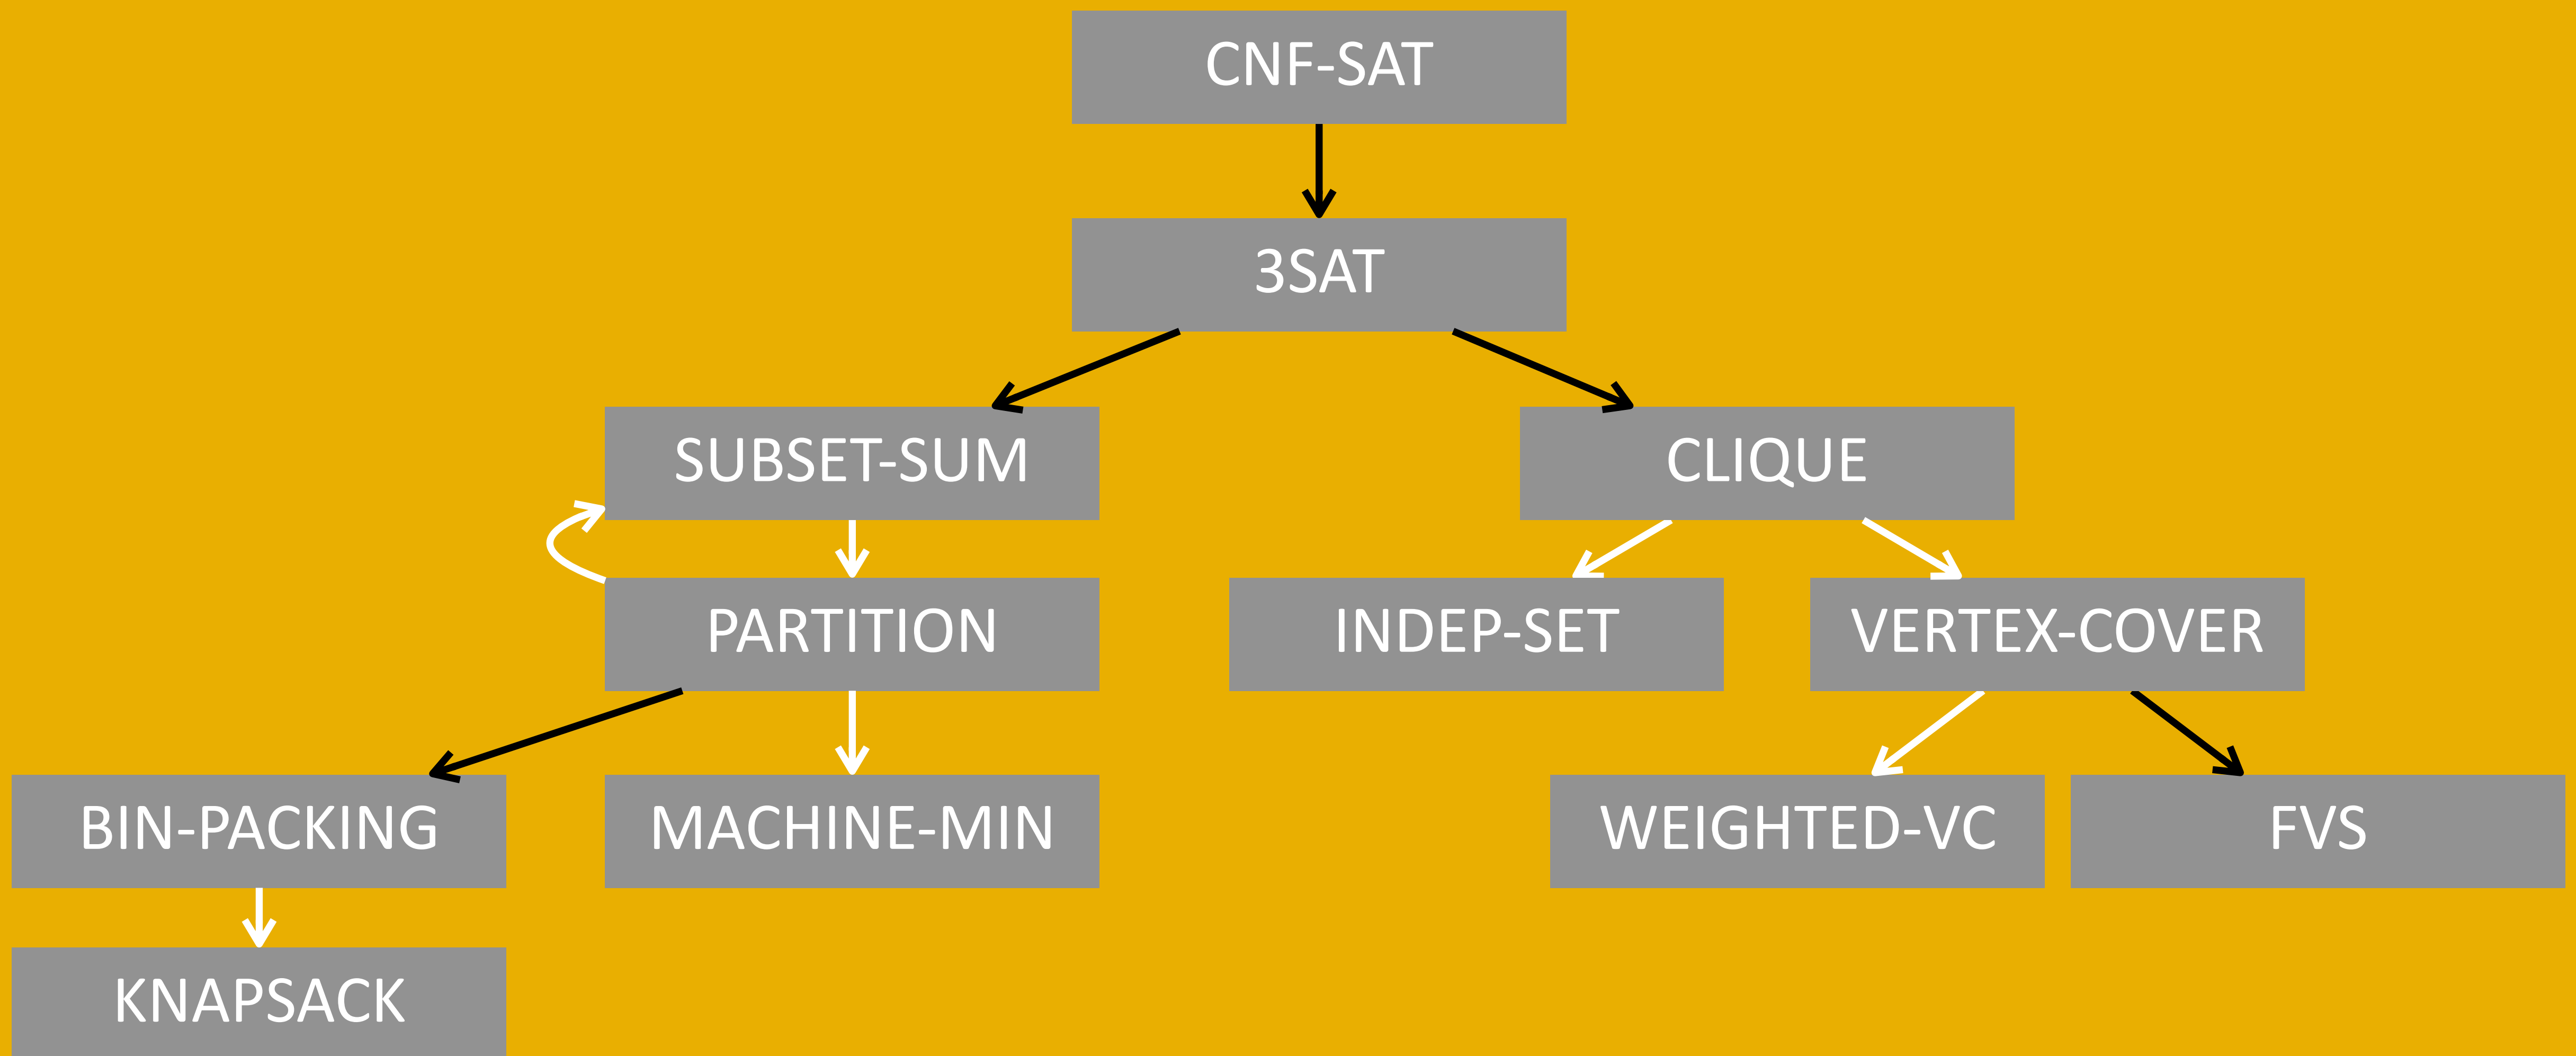 CNF-SAT
3SAT
SUBSET-SUM
CLIQUE
PARTITION
INDEP-SET
VERTEX-COVER
BIN-PACKING
MACHINE-MIN
WEIGHTED-VC
FVS
KNAPSACK